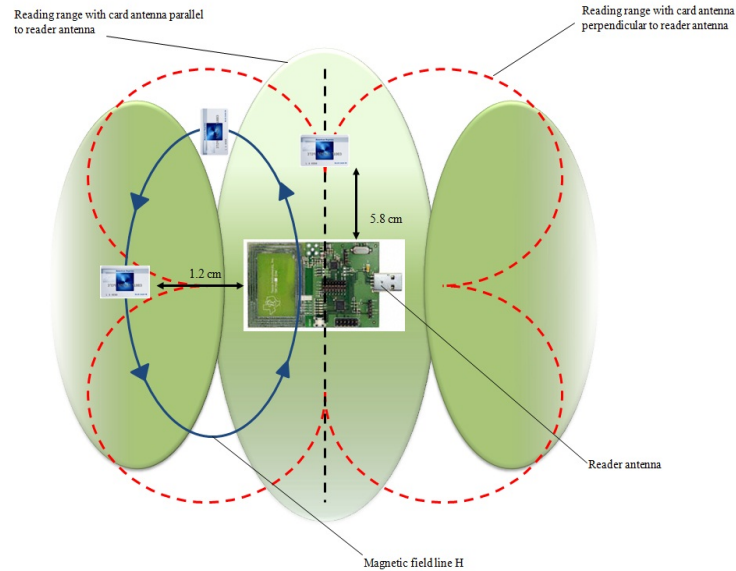 Reading range with card antenna parallel
to reader antenna
Reading range with card antenna
perpendicular to reader antenna
5.8 cm
1.2 cm
Reader antenna
Magnetic field line H